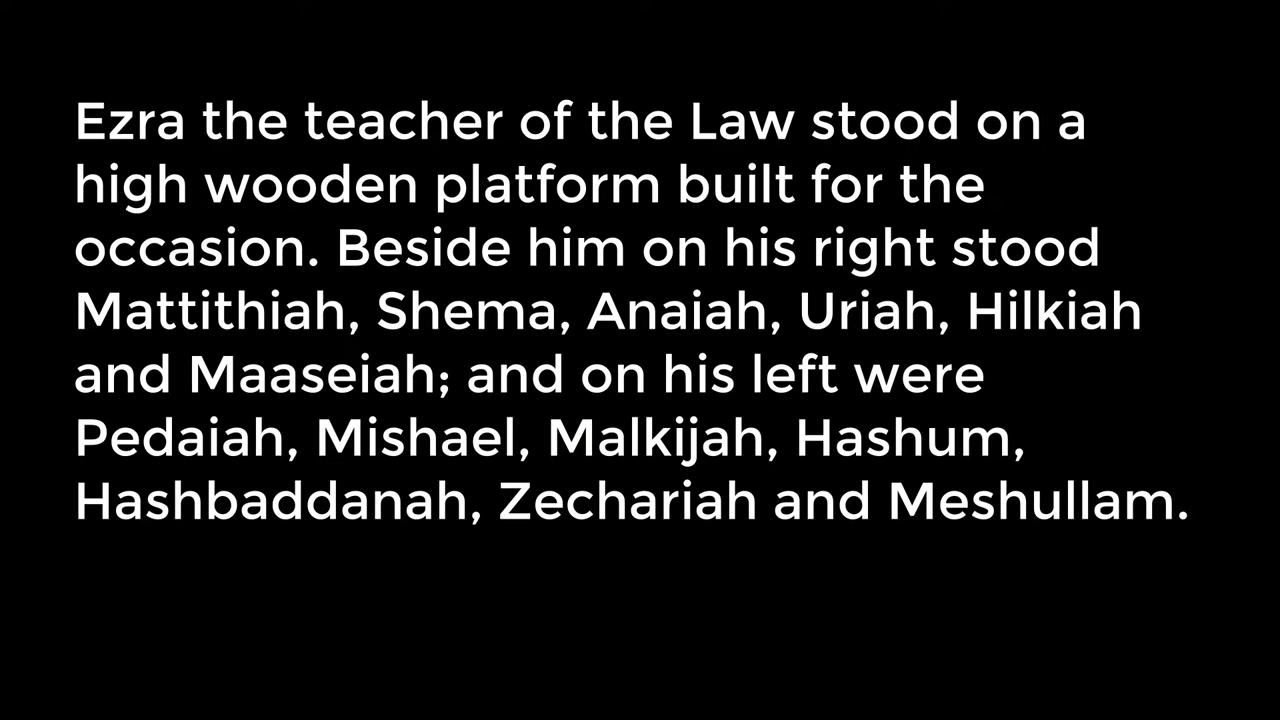 Ezra the teacher of the Law stood on a
high wooden platform built for the
occasion. Beside him on his right stood
Mattithiah, Shema, Anaiah, Uriah, Hilkiah
and Maaseiah; and on his left were
Pedaiah, Mishael, Malkijah, Hashum,
Hashbaddanah, Zechariah and Meshullam.